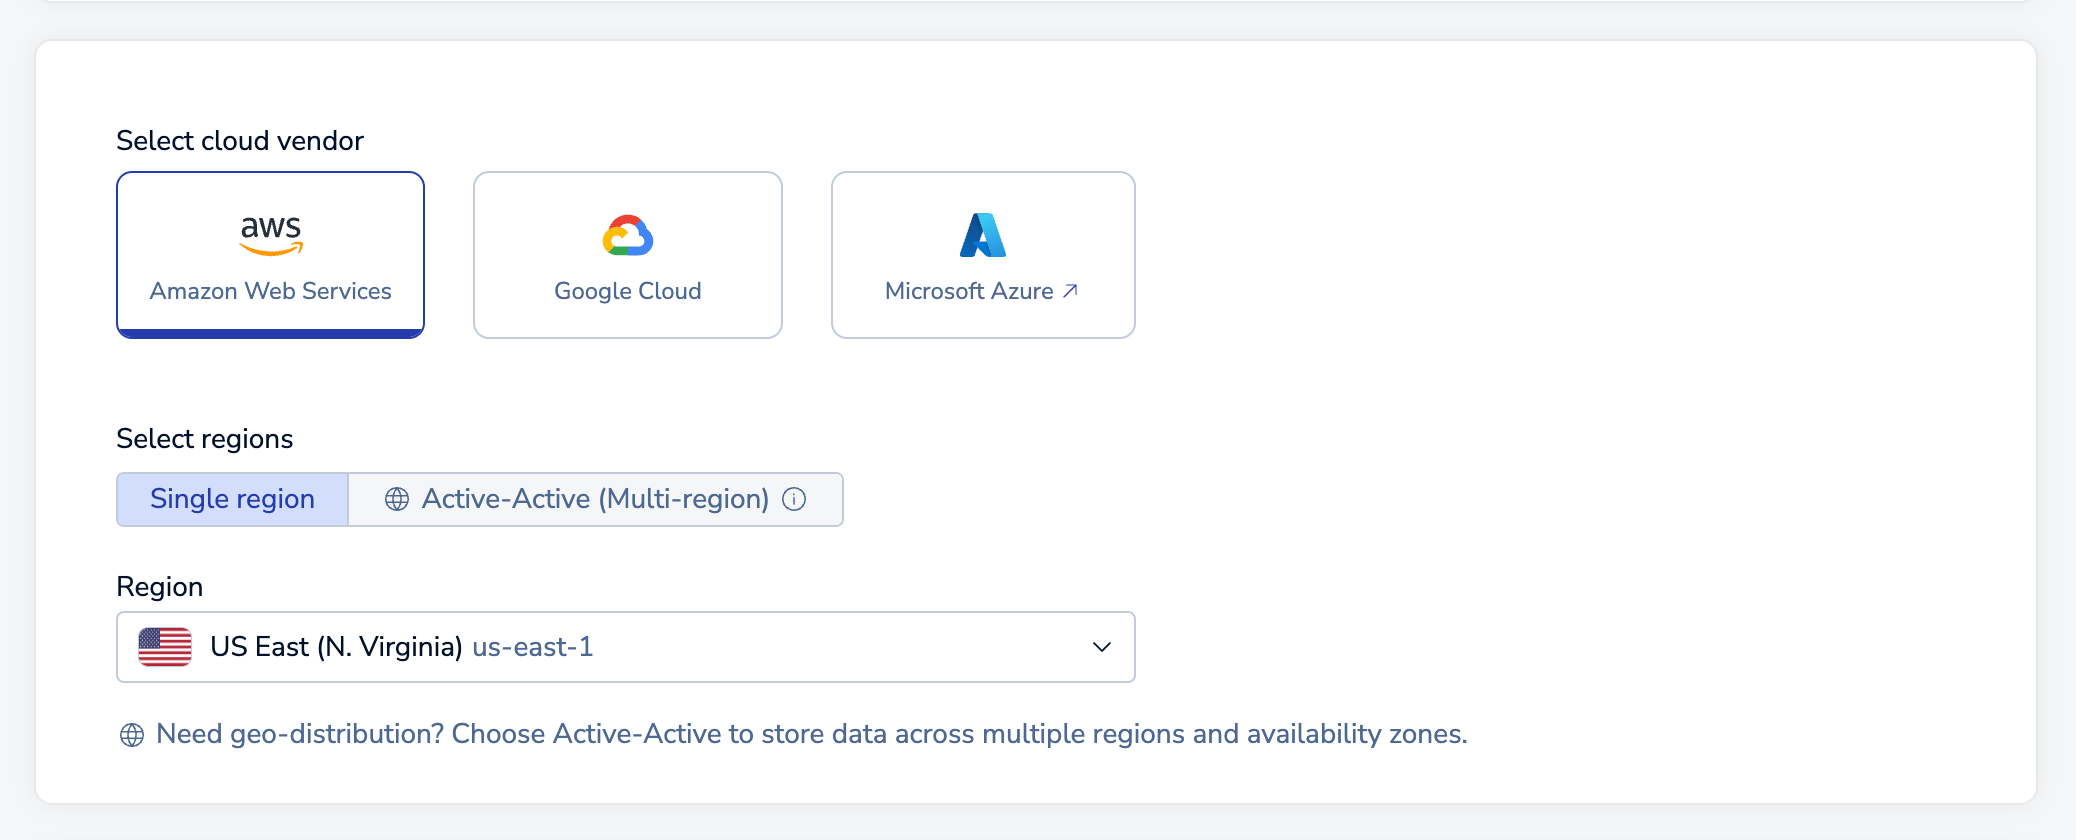 Select cloud vendor
aws
Amazon Web Services
Google Cloud
Microsoft Azure
Select regions
Single region
Active-Active (Multi-region)
Region
US East (N. Virginia) us-east-1
Need geo-distribution? Choose Active-Active to store data across multiple regions and availability zones.